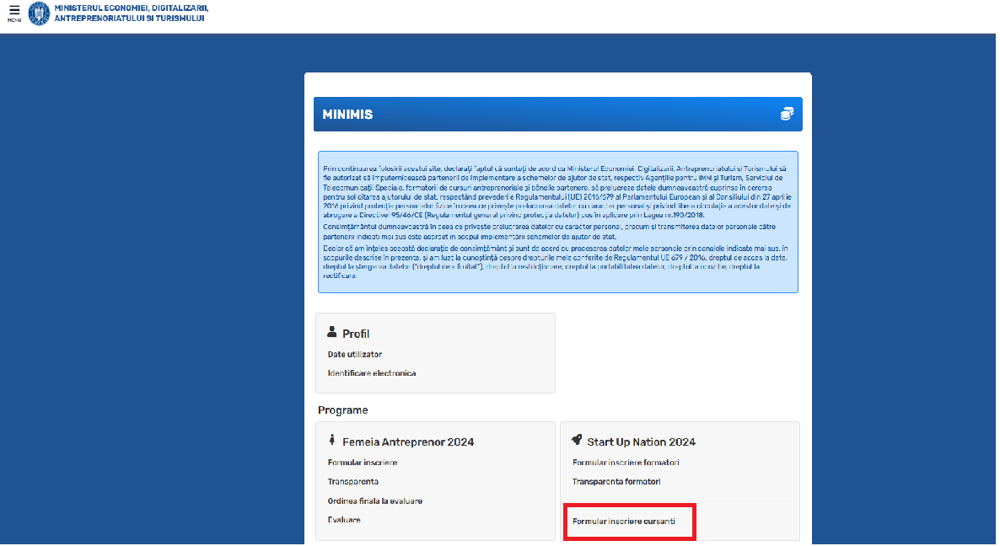 MENU
MINISTERUL ECONOMIEI, DIGITALIZARII,
ANTREPRENORIATULUI SI TURISMULUI
MINIMIS
Prin continuarea folosirii acestui site, declarați faptul că sunteți de acord ca Ministerul Economiei, Digitalizarii, Antreprenoriatului si Turismului să
fie autorizat să împuternicească partenerii de implementare a schemelor de ajutor de stat, respectiv Agențiile pentru IMM și Turism, Serviciul de
Telecomunicații Speciale, formatorii de cursuri antreprenoriale și băncile partenere, să prelucreze datele dumneavoastră cuprinse în cererea
pentru solicitarea ajutorului de stat, respectând prevederile Regulamentului (UE) 2016/679 al Parlamentului European și al Consiliului din 27 aprilie
2016 privind protecția persoanelor fizice în ceea ce privește prelucrarea datelor cu caracter personal și privind libera circulație a acestor date și de
abrogare a Directivei 95/46/CE (Regulamentul general privind protecția datelor) pus în aplicare prin Legea nr.190/2018.
Consimțământul dumneavoastră în ceea ce privește prelucrarea datelor cu caracter personal, precum și transmiterea datelor personale către
partenerii indicati mai sus este acordat în scopul implementării schemelor de ajutor de stat.
Declar că am înțeles această declarație de consimțământ și sunt de acord cu procesarea datelor mele personale prin canalele indicate mai sus, în
scopurile descrise în prezenta, și am luat la cunoștință despre drepturile mele conferite de Regulamentul UE 679 / 2016, dreptul de acces la date,
dreptul la ștergerea datelor ("dreptul de a fi uitat"), dreptul la restricționare, dreptul la portabilitatea datelor, dreptul la opoziție, dreptul la
rectificare.
Profil
Date utilizator
Identificare electronica
Programe
Femeia Antreprenor 2024
Formular inscriere
Transparenta
Ordinea finala la evaluare
Evaluare
Start Up Nation 2024
Formular inscriere formatori
Transparenta formatori
Formular inscriere cursanti